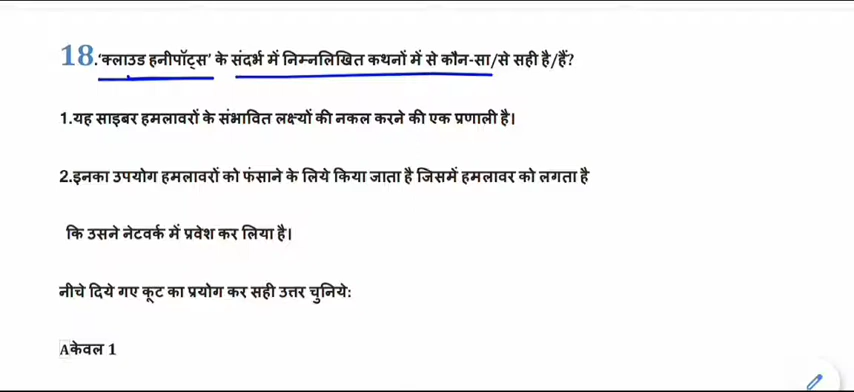 18.‘क्लाउड हनीपॉट्स’ के संदर्भ में निम्नलिखित कथनों में से कौन-सा/से सही है/हैं?
1.यह साइबर हमलावरों के संभावित लक्ष्यों की नकल करने की एक प्रणाली है।
2.इनका उपयोग हमलावरों को फंसाने के लिये किया जाता है जिसमें हमलावर को लगता है
कि उसने नेटवर्क में प्रवेश कर लिया है।
नीचे दिये गए कूट का प्रयोग कर सही उत्तर चुनिये:
Aकेवल 1